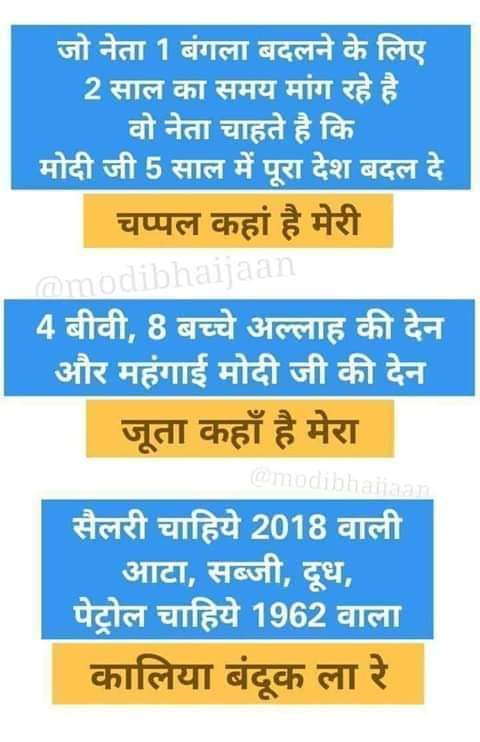 जो नेता 1 बंगला बदलने के लिए
2 साल का समय मांग रहे है
वो नेता चाहते है कि
मोदी जी 5 साल में पूरा देश बदल दे
चप्पल कहां है मेरी
@modibhaijaan
4 बीवी, 8 बच्चे अल्लाह की देन
और महंगाई मोदी जी की देन
जूता कहाँ है मेरा
@modibhaijaan
सैलरी चाहिये 2018 वाली
आटा, सब्जी, दूध,
पेट्रोल चाहिये 1962 वाला
कालिया बंदूक ला रे